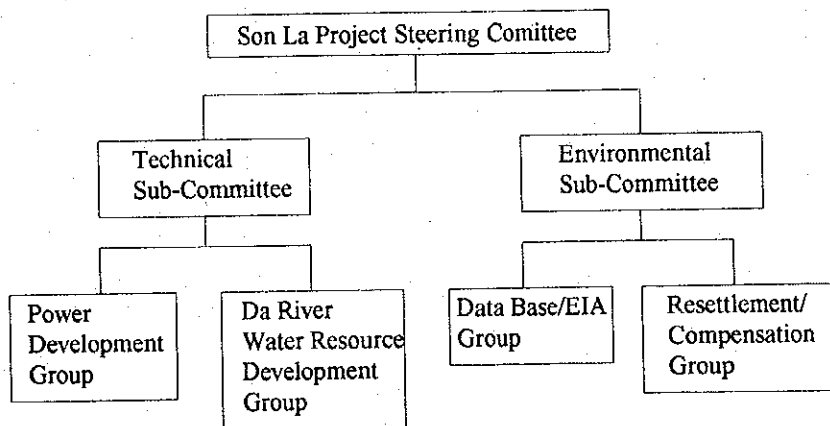 Son La Project Steering Comittee
Technical
Sub-Committee
Environmental
Sub-Committee
Power
Development
Group
Da River
Water Resource
Development
Group
Data Base/EIA
Group
Resettlement/
Compensation
Group